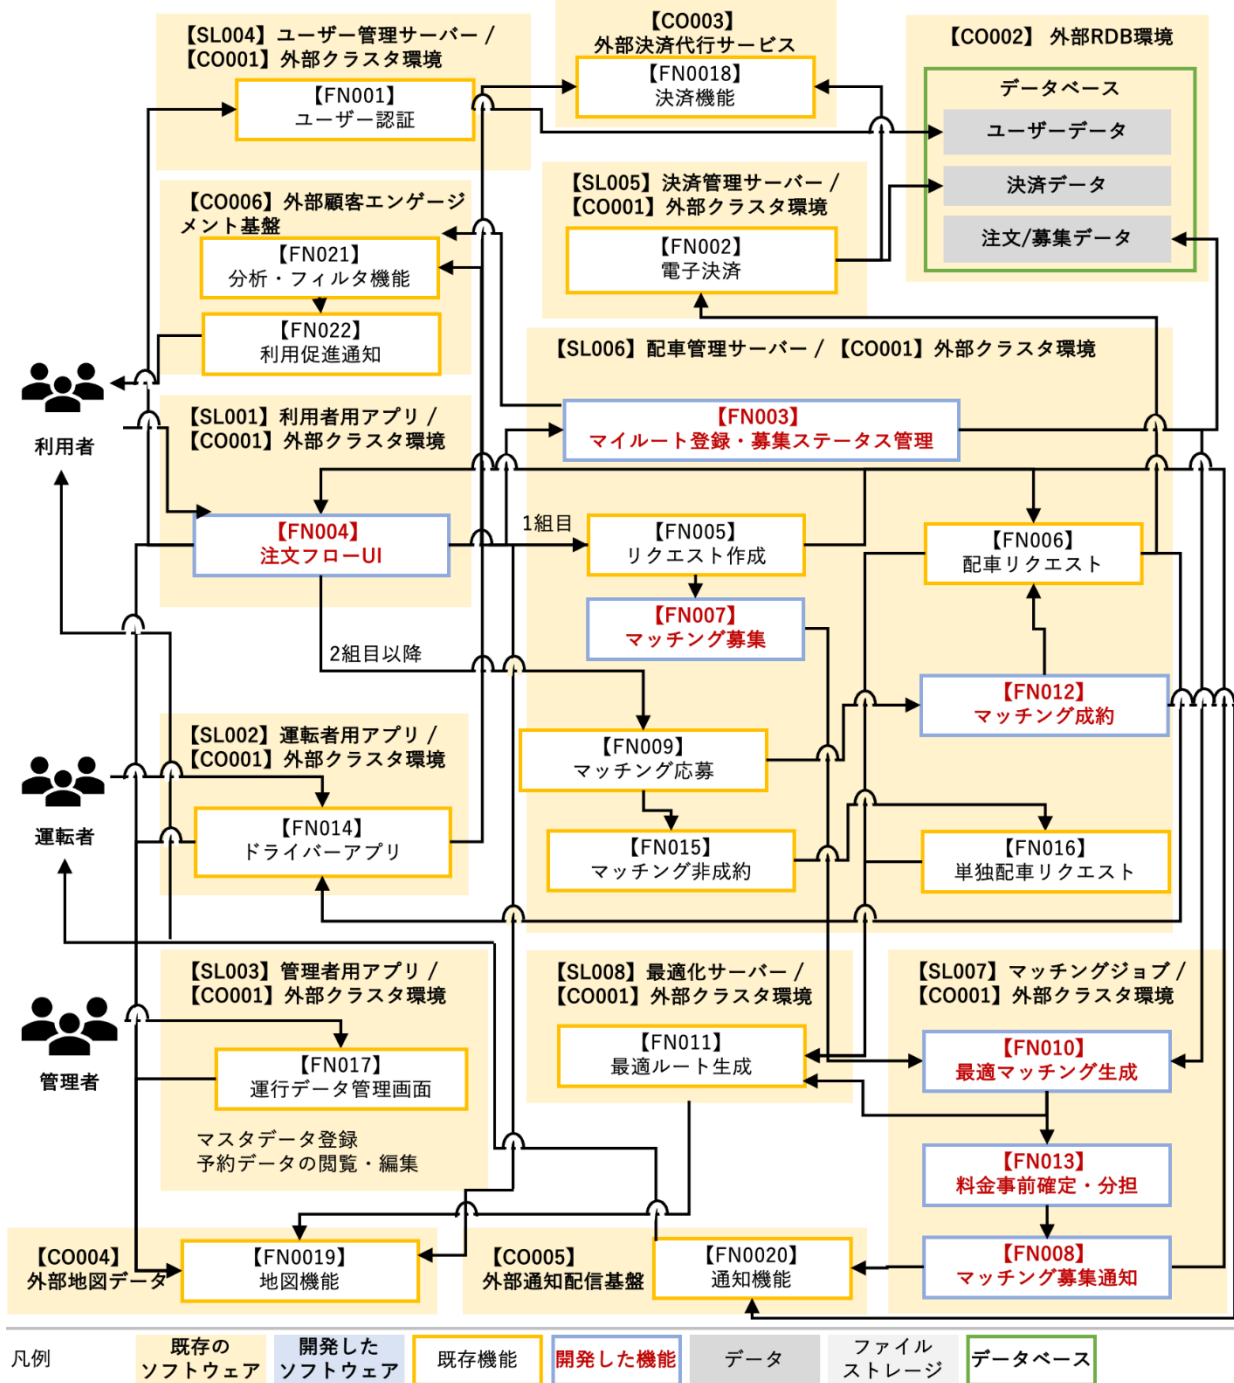 【SL004】ユーザー管理サーバー /
【CO001】外部クラスタ環境
【FN001】
ユーザー認証
【CO003】
外部決済代行サービス
【FN0018】
決済機能
【CO002】 外部RDB環境
データベース
ユーザーデータ
決済データ
注文/募集データ
【CO006】外部顧客エンゲージ
メント基盤
【FN021】
分析・フィルタ機能
【FN022】
利用促進通知
【SL005】決済管理サーバー /
【CO001】外部クラスタ環境
【FN002】
電子決済
利用者
【SL001】利用者用アプリ /
【CO001】外部クラスタ環境
【FN004】
注文フローUI
【SL006】配車管理サーバー / 【CO001】外部クラスタ環境
【FN003】
マイルート登録・募集ステータス管理
1組目
【FN005】
リクエスト作成
【FN006】
配車リクエスト
【FN007】
マッチング募集
2組目以降
【FN012】
マッチング成約
【FN009】
マッチング応募
【FN015】
マッチング非成約
【FN016】
単独配車リクエスト
運転者
【SL002】運転者用アプリ /
【CO001】外部クラスタ環境
【FN014】
ドライバーアプリ
管理者
【SL003】管理者用アプリ /
【CO001】外部クラスタ環境
【FN017】
運行データ管理画面
マスタデータ登録
予約データの閲覧・編集
【SL008】最適化サーバー /
【CO001】外部クラスタ環境
【FN011】
最適ルート生成
【SL007】マッチングジョブ /
【CO001】外部クラスタ環境
【FN010】
最適マッチング生成
【FN013】
料金事前確定・分担
【FN008】
マッチング募集通知
【CO004】
外部地図データ
【FN0019】
地図機能
【CO005】
外部通知配信基盤
【FN0020】
通知機能
凡例
既存の
ソフトウェア
開発した
ソフトウェア
既存機能
開発した機能
データ
ファイル
ストレージ
データベース